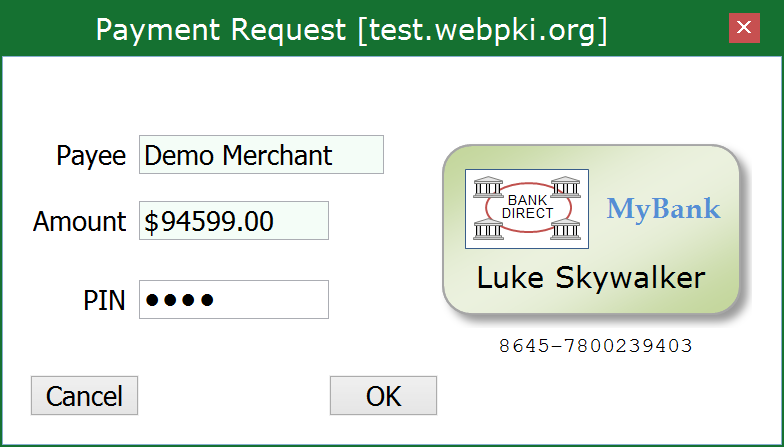 Payment Request [test.webpki.org]
Payee Demo Merchant
Amount $94599.00
PIN ●●●●
Cancel OK
BANK
DIRECT
MyBank
Luke Skywalker
8645-7800239403